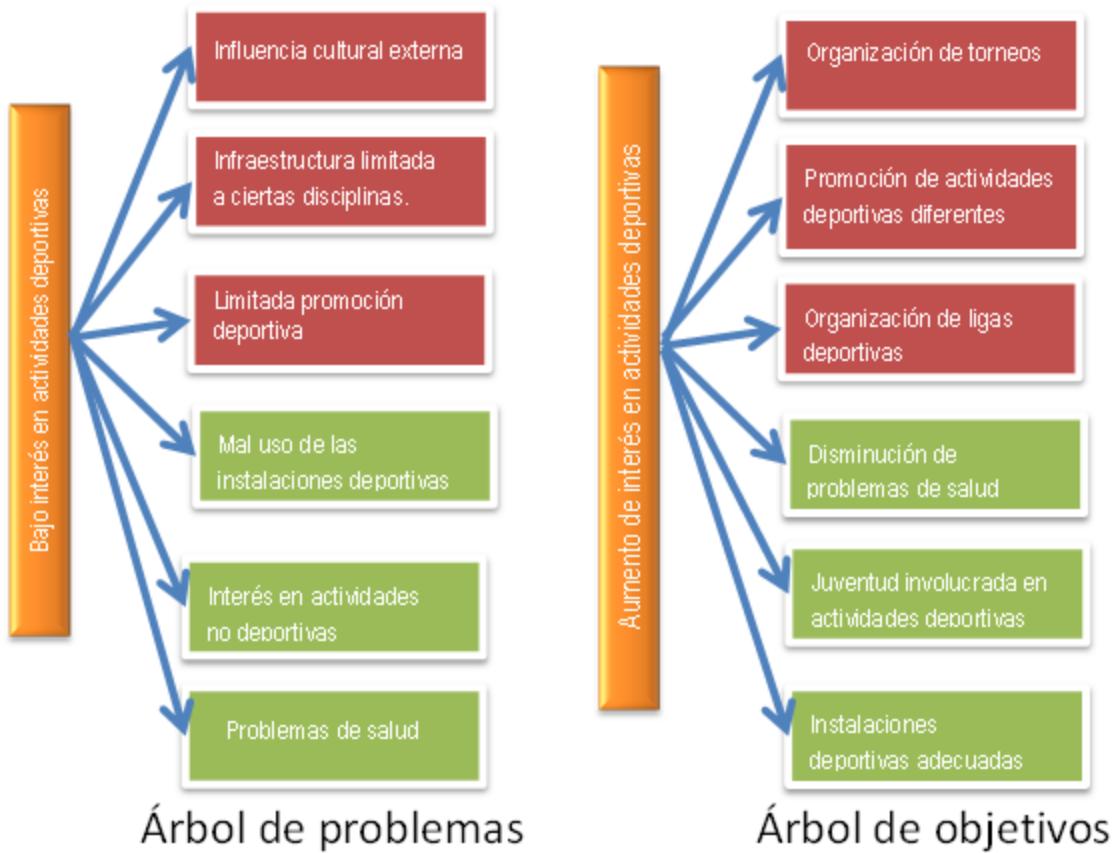 Bajo interés en actividades deportivas
Influencia cultural externa
Infraestructura limitada
a ciertas disciplinas.
Limitada promoción
deportiva
Mal uso de las
instalaciones deportivas
Interés en actividades
no deportivas
Problemas de salud
Árbol de problemas
Aumento de interés en actividades deportivas
Organización de torneos
Promoción de actividades
deportivas diferentes
Organización de ligas
deportivas
Disminución de
problemas de salud
Juventud involucrada en
actividades deportivas
Instalaciones
deportivas adecuadas
Árbol de objetivos